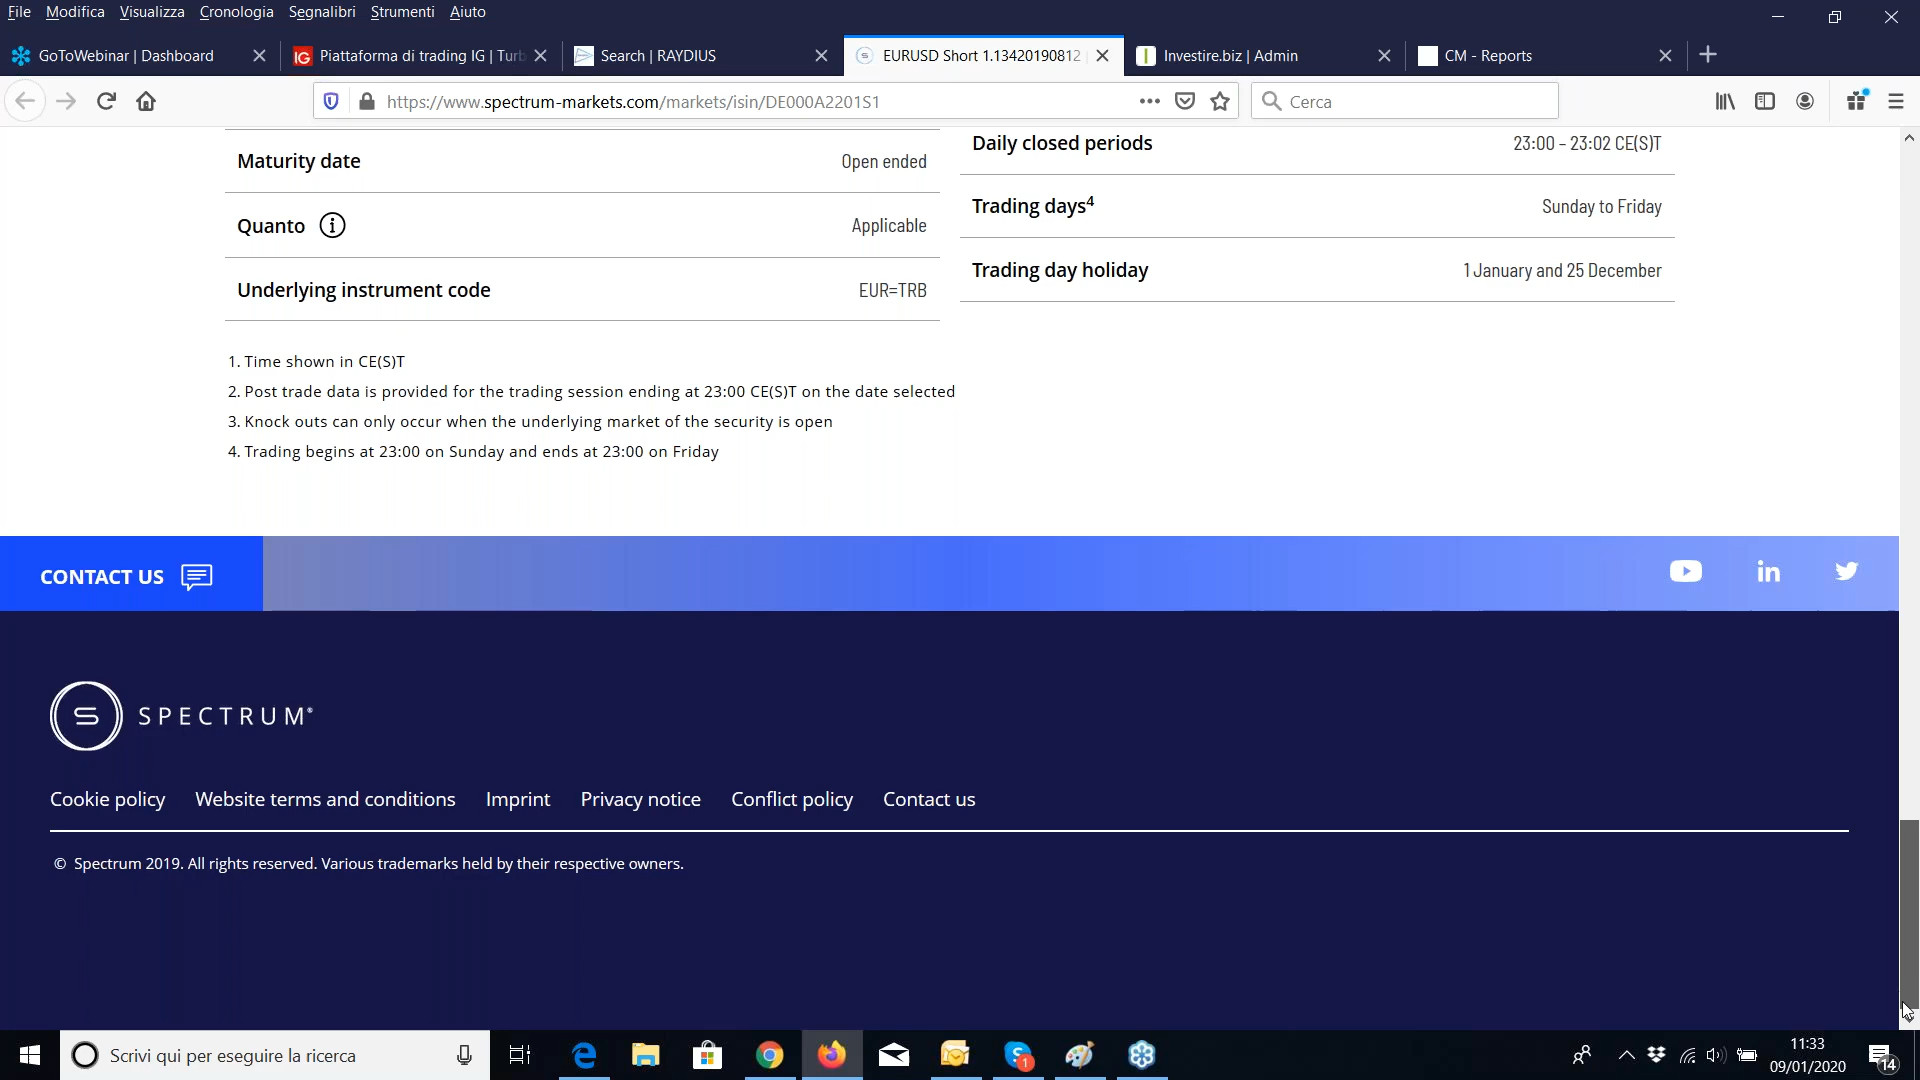 File Modifica Visualizza Cronologia Segnalibri Strumenti Aiuto
GoToWebinar | Dashboard
Piattaforma di trading IG | Turb
Search | RAYDIUS
EURUSD Short 1.13420190812
Investire.biz | Admin
CM - Reports
https://www.spectrum-markets.com/markets/isin/DE000A2201S1
Cerca
Maturity date Open ended
Quanto Applicable
Underlying instrument code EUR=TRB
Daily closed periods 23:00 – 23:02 CE(S)T
Trading days4 Sunday to Friday
Trading day holiday 1 January and 25 December
1. Time shown in CE(S)T
2. Post trade data is provided for the trading session ending at 23:00 CE(S)T on the date selected
3. Knock outs can only occur when the underlying market of the security is open
4. Trading begins at 23:00 on Sunday and ends at 23:00 on Friday
CONTACT US
in
SPECTRUM
Cookie policy Website terms and conditions Imprint Privacy notice Conflict policy Contact us
© Spectrum 2019. All rights reserved. Various trademarks held by their respective owners.
Scrivi qui per eseguire la ricerca
1
11:33
09/01/2020
14